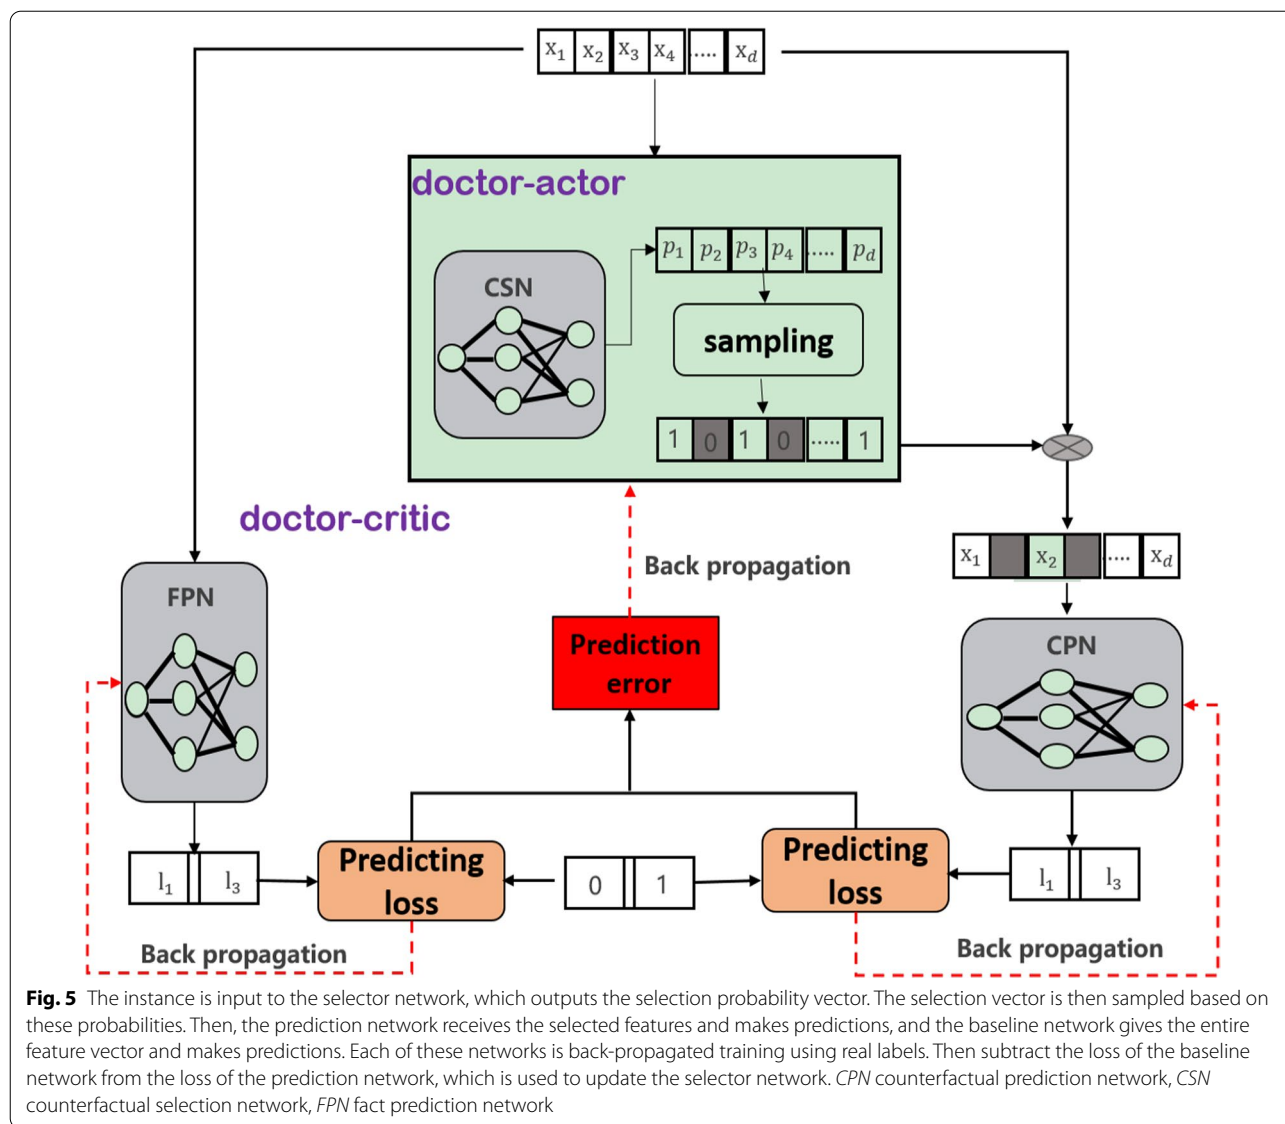 x1 x2 x3 x4 ..... xd
doctor-actor
p1 p2 p3 p4 ..... pd
CSN
sampling
1 0 1 0 ..... 1
doctor-critic
x1 x2 ..... xd
Back propagation
FPN
Prediction
error
CPN
l1 l3
Predicting
loss
0 1
Predicting
loss
l1 l3
Back propagation
Back propagation
Fig. 5 The instance is input to the selector network, which outputs the selection probability vector. The selection vector is then sampled based on
these probabilities. Then, the prediction network receives the selected features and makes predictions, and the baseline network gives the entire
feature vector and makes predictions. Each of these networks is back-propagated training using real labels. Then subtract the loss of the baseline
network from the loss of the prediction network, which is used to update the selector network. CPN counterfactual prediction network, CSN
counterfactual selection network, FPN fact prediction network